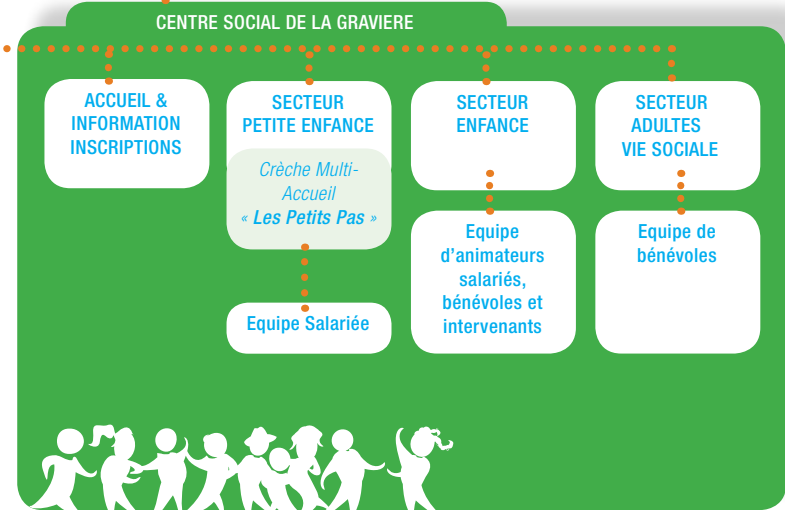 CENTRE SOCIAL DE LA GRAVIERE
ACCUEIL &
INFORMATION
INSCRIPTIONS
SECTEUR
PETITE ENFANCE
Crèche Multi-
Accueil
« Les Petits Pas »
Equipe Salariée
SECTEUR
ENFANCE
Equipe
d’animateurs
salariés,
bénévoles et
intervenants
SECTEUR
ADULTES
VIE SOCIALE
Equipe de
bénévoles